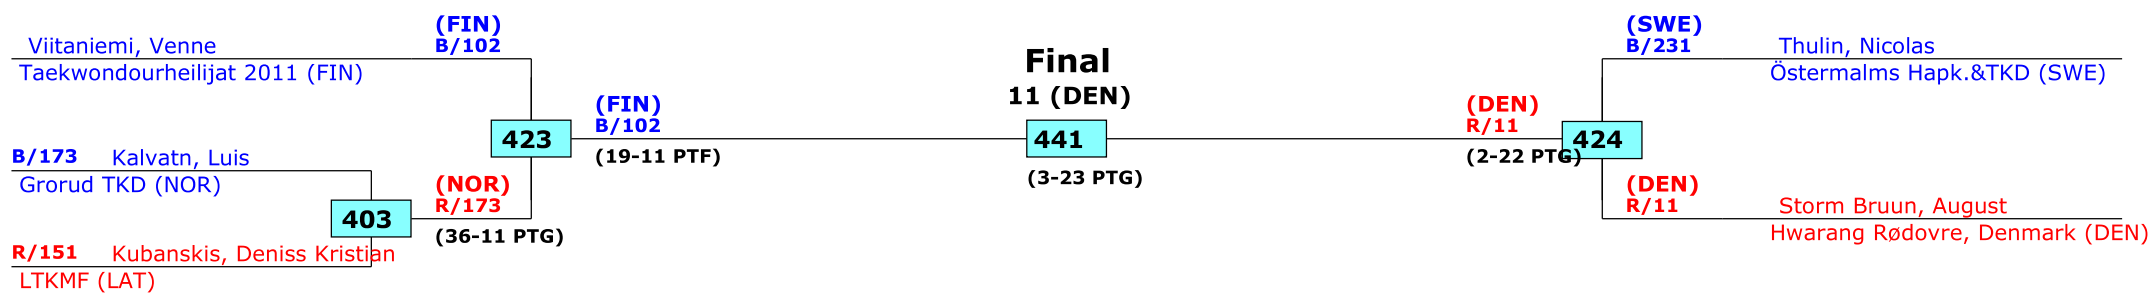 (FIN)
B/102
Viitaniemi, Venne
Taekwondourheilijat 2011 (FIN)
B/173 Kalvatn, Luis
Grorud TKD (NOR)
R/151 Kubanskis, Deniss Kristian
LTKMF (LAT)
403
(NOR)
R/173
(36-11 PTG)
423
(FIN)
B/102
(19-11 PTF)
Final
11 (DEN)
441
(3-23 PTG)
(DEN)
R/11
(2-22 PTG)
424
(SWE)
B/231
Thulin, Nicolas
Östermalms Hapk.&TKD (SWE)
(DEN)
R/11
Storm Bruun, August
Hwarang Rødovre, Denmark (DEN)